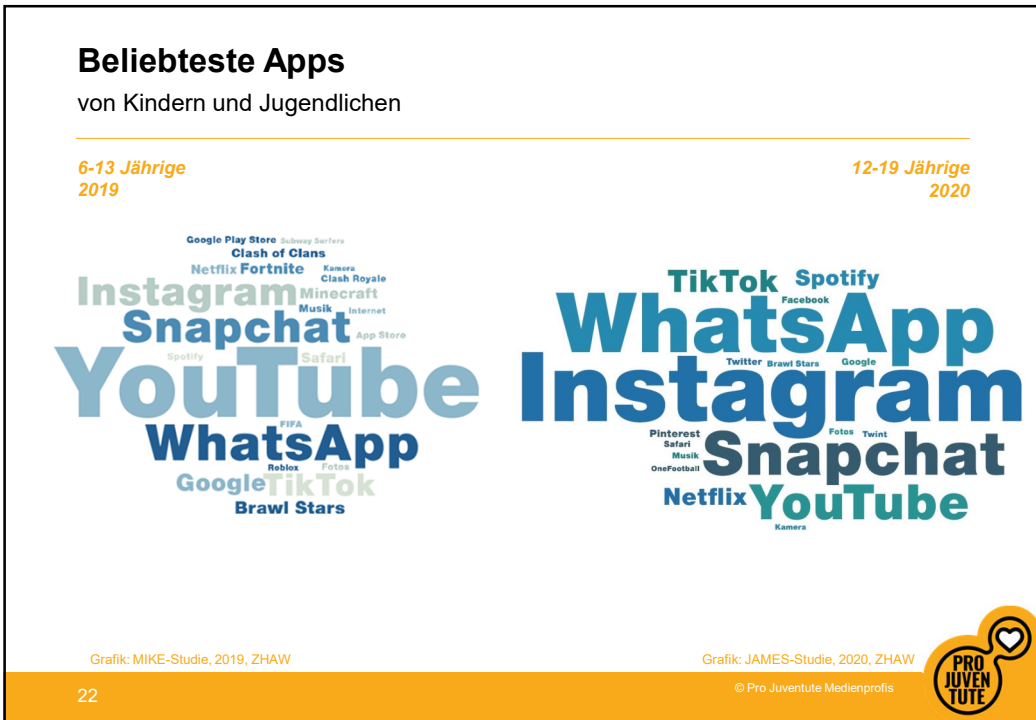 Beliebteste Apps
von Kindern und Jugendlichen
6-13 Jährige
2019
12-19 Jährige
2020
Google Play Store Subway Surfers
Clash of Clans
Netflix Fortnite Kamera
Clash Royale
Instagram Minecraft
Musik Internet
Snapchat App Store
Spotify Safari
YouTube
FIFA
WhatsApp
Roblox Fotos
Google TikTok
Brawl Stars
TikTok Spotify
Facebook
WhatsApp
Twitter Brawl Stars Google
Instagram
Pinterest Fotos Twint
Safari
Musik
OneFootball
Snapchat
Netflix YouTube
Kamera
Grafik: MIKE-Studie, 2019, ZHAW
Grafik: JAMES-Studie, 2020, ZHAW
22
© Pro Juventute Medienprofis
PRO
JUVEN
TUTE